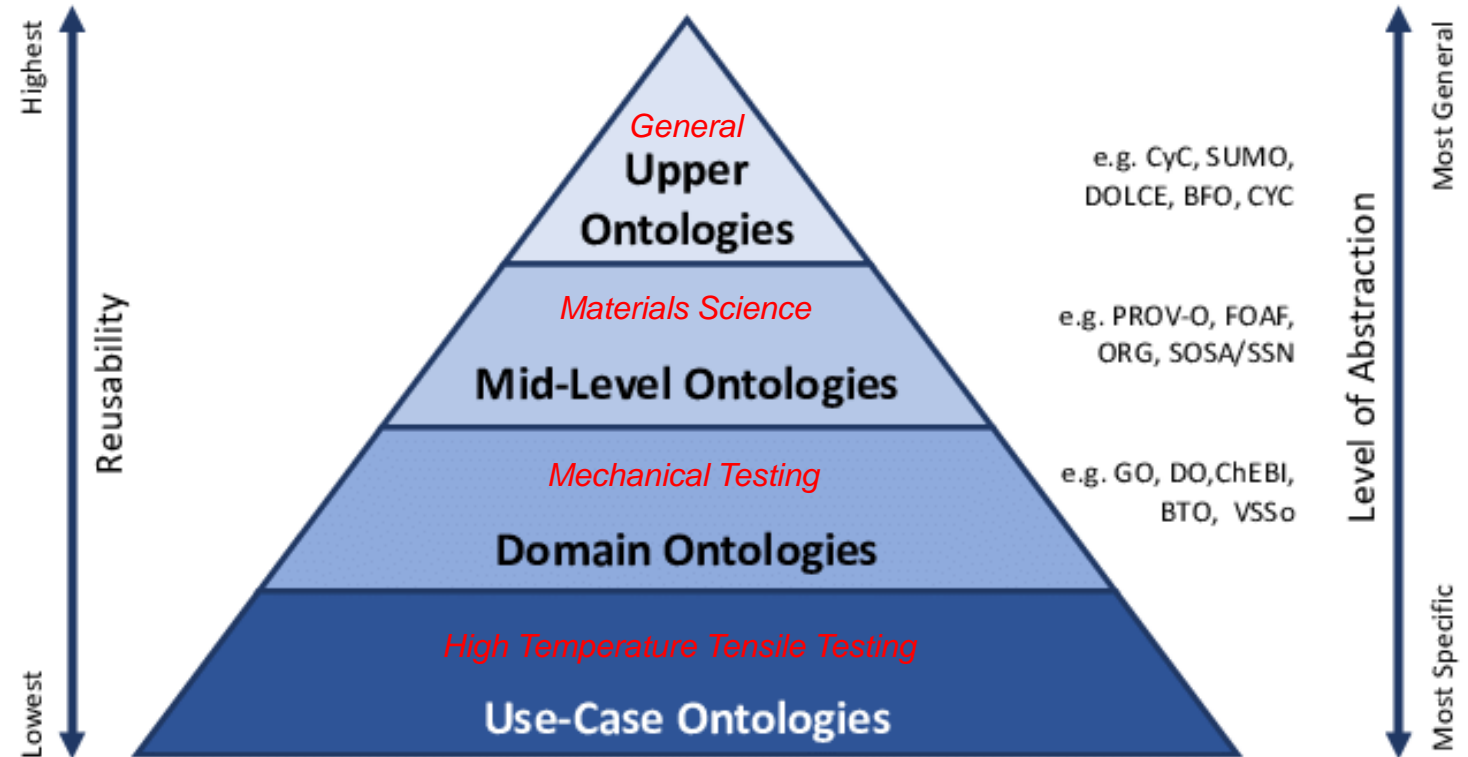 Highest
Reusability
Lowest
General
Upper
Ontologies
Materials Science
Mid-Level Ontologies
Mechanical Testing
Domain Ontologies
High Temperature Tensile Testing
Use-Case Ontologies
e.g. CyC, SUMO,
DOLCE, BFO, CYC
e.g. PROV-O, FOAF,
ORG, SOSA/SSN
e.g. GO, DO,ChEBI,
BTO, VSSo
Most General
Level of Abstraction
Most Specific